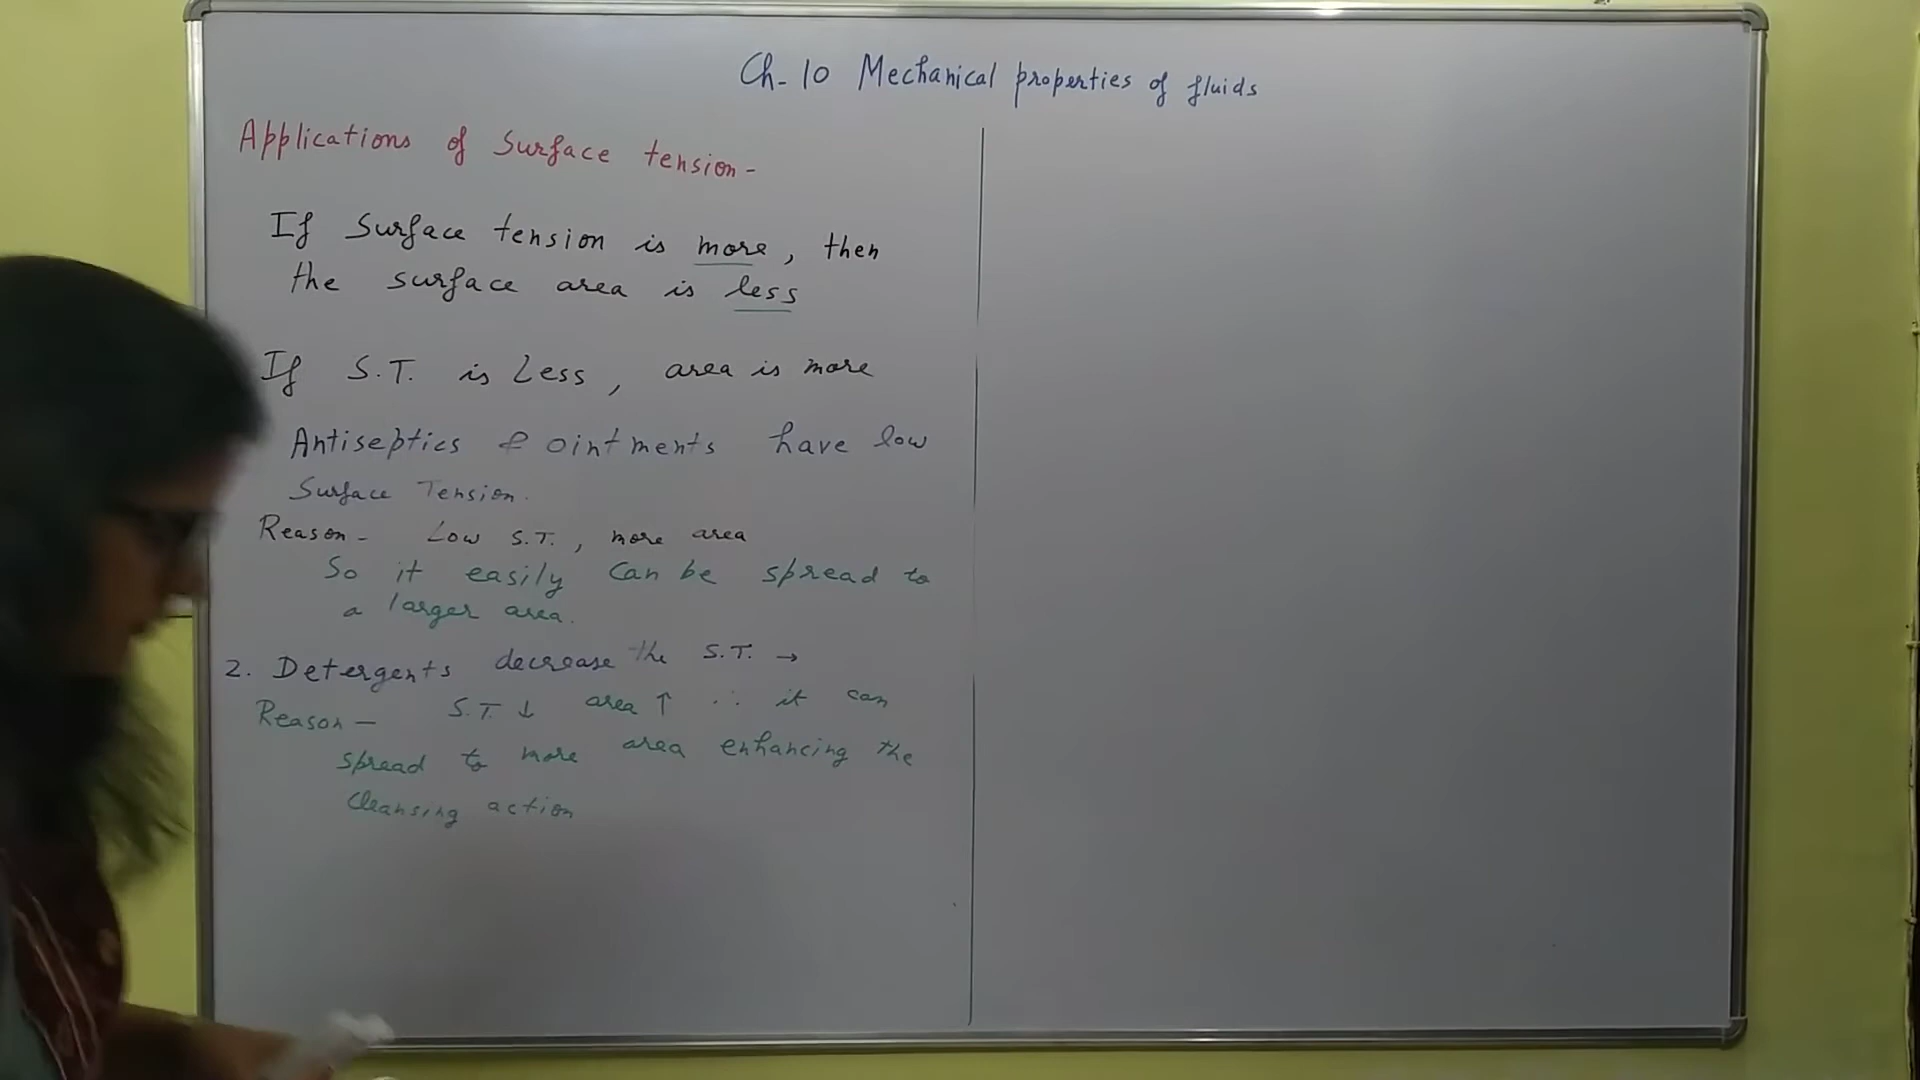 Ch- 10 Mechanical properties of fluids
Applications of Surface tension-
If Surface tension is more, then
the surface area is less
If S.T. is Less, area is more
Antiseptics & ointments have low
Surface Tension.
Reason- Low S.T., more area
So it easily can be spread to
a larger area.
2. Detergents decrease the S.T. →
Reason- S.T. ↓ area ↑ ∴ it can
spread to more area enhancing the
cleansing action